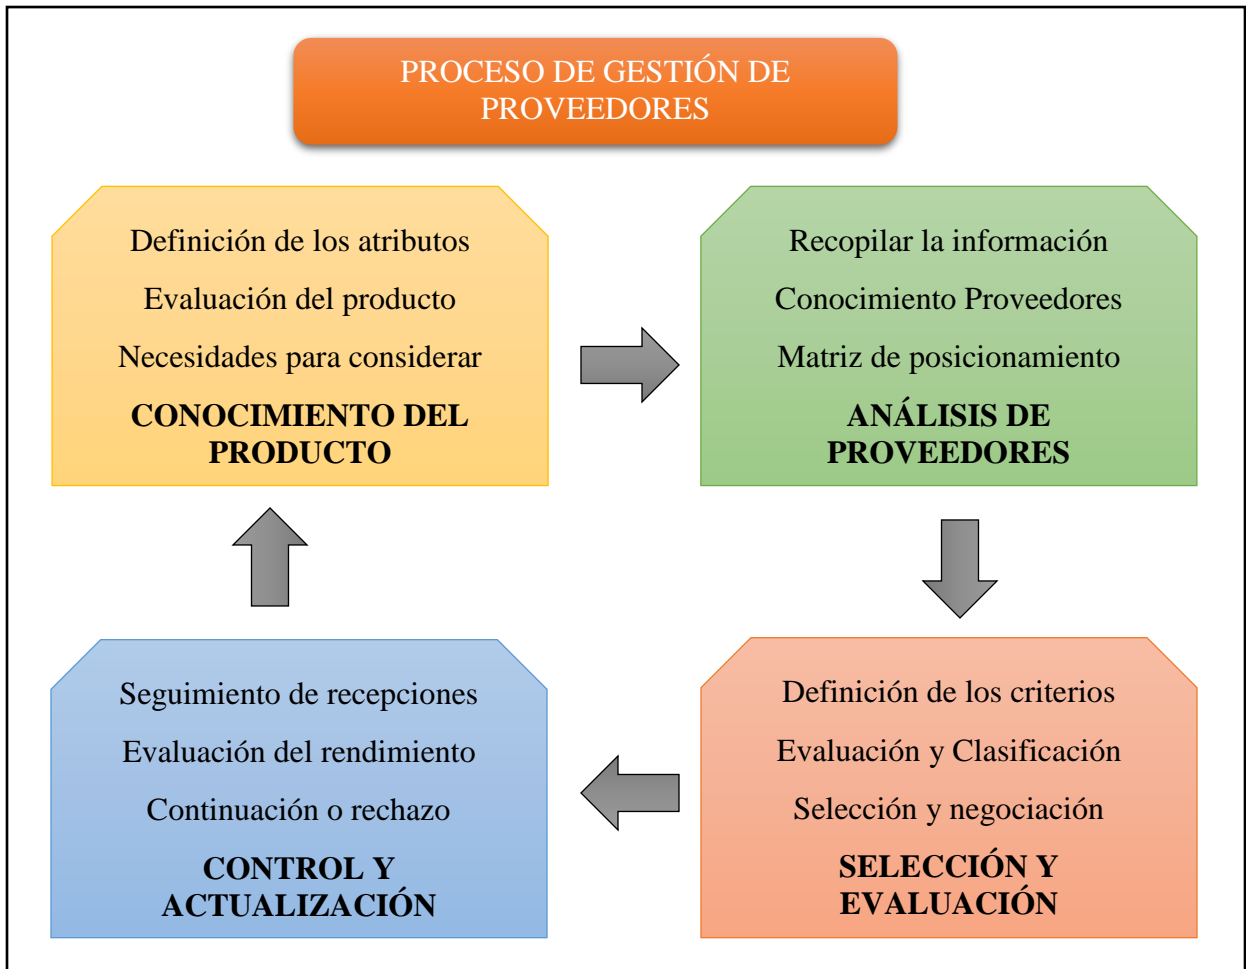 PROCESO DE GESTIÓN DE
PROVEEDORES
Definición de los atributos
Evaluación del producto
Necesidades para considerar
CONOCIMIENTO DEL
PRODUCTO
Recopilar la información
Conocimiento Proveedores
Matriz de posicionamiento
ANÁLISIS DE
PROVEEDORES
Definición de los criterios
Evaluación y Clasificación
Selección y negociación
SELECCIÓN Y
EVALUACIÓN
Seguimiento de recepciones
Evaluación del rendimiento
Continuación o rechazo
CONTROL Y
ACTUALIZACIÓN